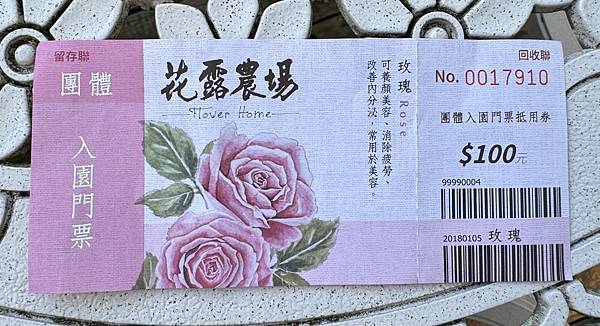 留存聯
團體
入園門票
花露農場
Flower Home
玫瑰 Rose
可養顏美容、消除疲勞、
改善內分泌，常用於美容。
回收聯
No. 0017910
團體入園門票抵用券
$100元
99990004
20180105 玫瑰